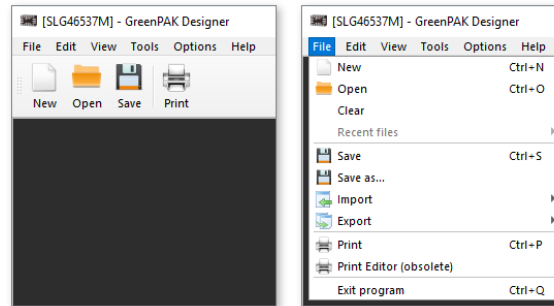 [SLG46537M] - GreenPAK Designer
File Edit View Tools Options Help
New Open Save Print
[SLG46537M] - GreenPAK Designer
File Edit View Tools Options Help
New Ctrl+N
Open Ctrl+O
Clear
Recent files
Save Ctrl+S
Save as...
Import
Export
Print Ctrl+P
Print Editor (obsolete)
Exit program Ctrl+Q